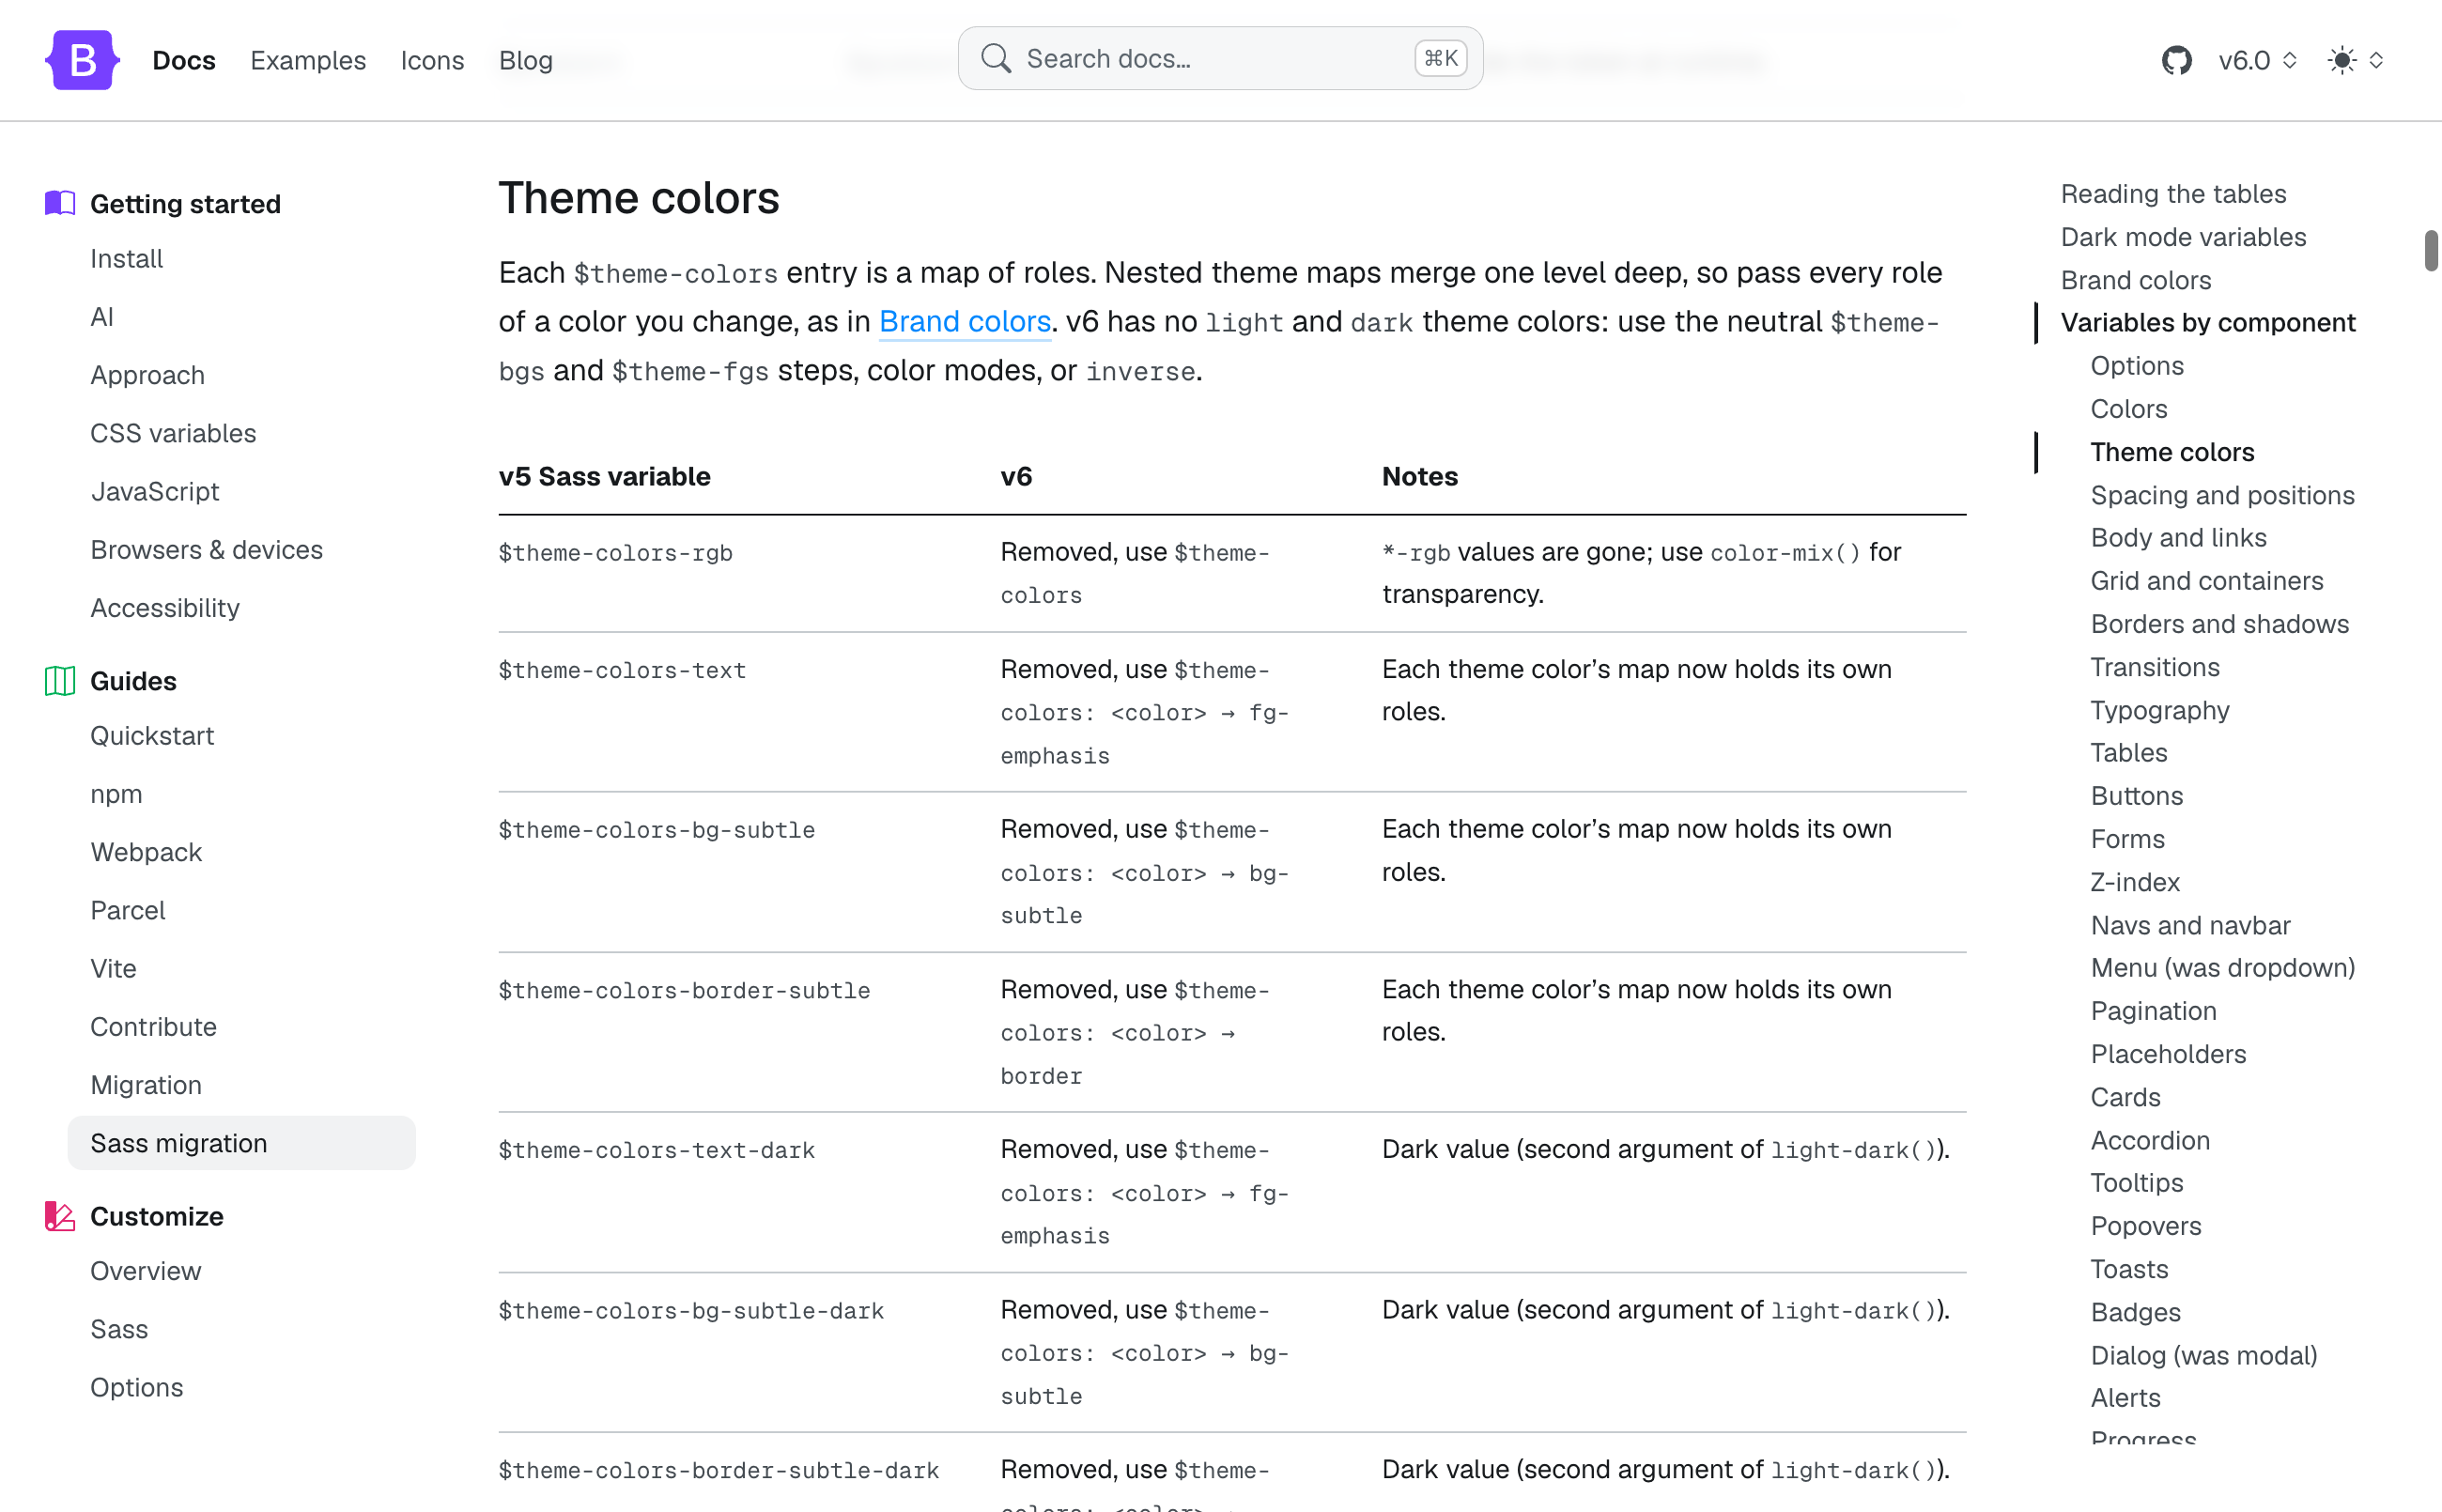 B Docs Examples Icons Blog Search docs... ⌘K v6.0
Getting started
Install
AI
Approach
CSS variables
JavaScript
Browsers & devices
Accessibility
Guides
Quickstart
npm
Webpack
Parcel
Vite
Contribute
Migration
Sass migration
Customize
Overview
Sass
Options
Theme colors
Each $theme-colors entry is a map of roles. Nested theme maps merge one level deep, so pass every role
of a color you change, as in Brand colors. v6 has no light and dark theme colors: use the neutral $theme-
bgs and $theme-fgs steps, color modes, or inverse.
v5 Sass variable v6 Notes
$theme-colors-rgb Removed, use $theme- *-rgb values are gone; use color-mix() for
colors transparency.
$theme-colors-text Removed, use $theme- Each theme color’s map now holds its own
colors: <color> → fg- roles.
emphasis
$theme-colors-bg-subtle Removed, use $theme- Each theme color’s map now holds its own
colors: <color> → bg- roles.
subtle
$theme-colors-border-subtle Removed, use $theme- Each theme color’s map now holds its own
colors: <color> → roles.
border
$theme-colors-text-dark Removed, use $theme- Dark value (second argument of light-dark()).
colors: <color> → fg-
emphasis
$theme-colors-bg-subtle-dark Removed, use $theme- Dark value (second argument of light-dark()).
colors: <color> → bg-
subtle
$theme-colors-border-subtle-dark Removed, use $theme- Dark value (second argument of light-dark()).
Reading the tables
Dark mode variables
Brand colors
Variables by component
Options
Colors
Theme colors
Spacing and positions
Body and links
Grid and containers
Borders and shadows
Transitions
Typography
Tables
Buttons
Forms
Z-index
Navs and navbar
Menu (was dropdown)
Pagination
Placeholders
Cards
Accordion
Tooltips
Popovers
Toasts
Badges
Dialog (was modal)
Alerts
Progress